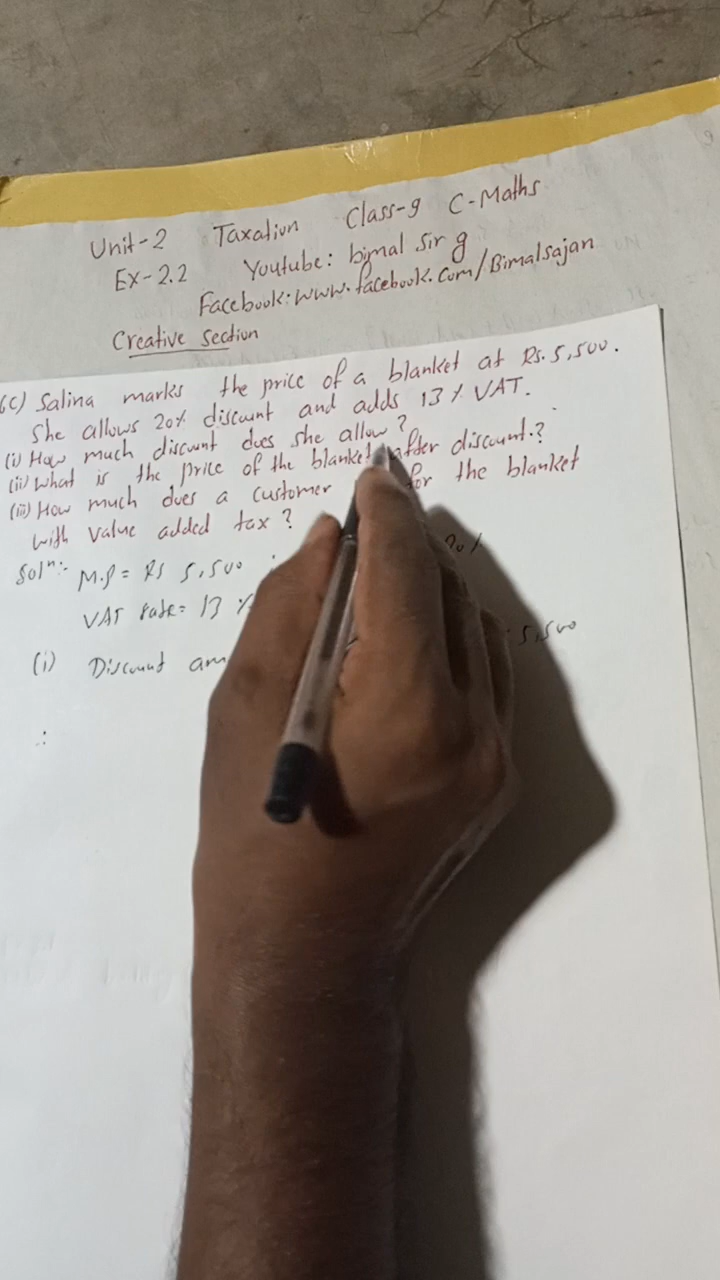 Unit-2 Taxation Class-9 C-Maths
Ex-2.2 Youtube: bimal sir g
Facebook: www.facebook.com/Bimalsajan
Creative section
6c) Salina marks the price of a blanket at Rs. 5,500.
She allows 20% discount and adds 13% VAT.
(i) How much discount does she allow?
(ii) What is the price of the blanket after discount.?
(iii) How much does a customer for the blanket
with value added tax?
Solⁿ:- M.P = Rs 5,500 20%
VAT rate = 13%
(i) Discount am 5,500
∴